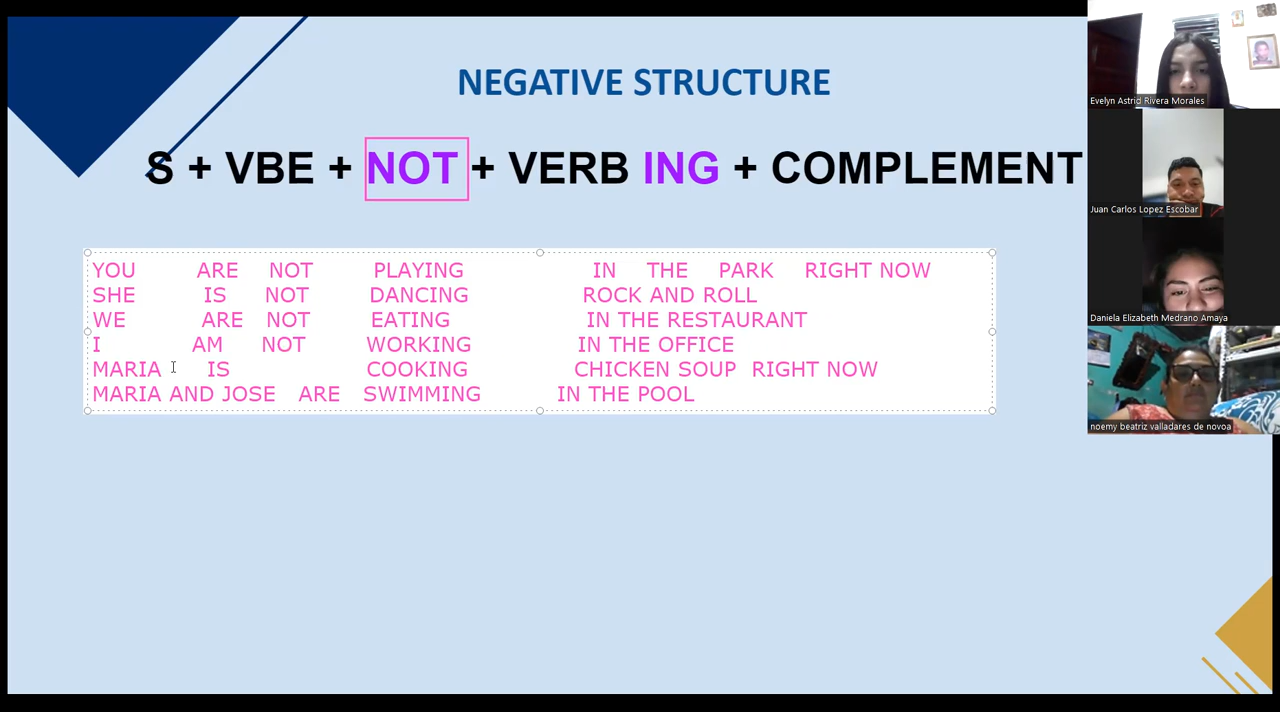 NEGATIVE STRUCTURE
S + VBE + NOT + VERB ING + COMPLEMENT
YOU ARE NOT PLAYING IN THE PARK RIGHT NOW
SHE IS NOT DANCING ROCK AND ROLL
WE ARE NOT EATING IN THE RESTAURANT
I AM NOT WORKING IN THE OFFICE
MARIA IS COOKING CHICKEN SOUP RIGHT NOW
MARIA AND JOSE ARE SWIMMING IN THE POOL
Evelyn Astrid Rivera Morales
Juan Carlos Lopez Escobar
Daniela Elizabeth Medrano Amaya
noemy beatriz valladares de novoa